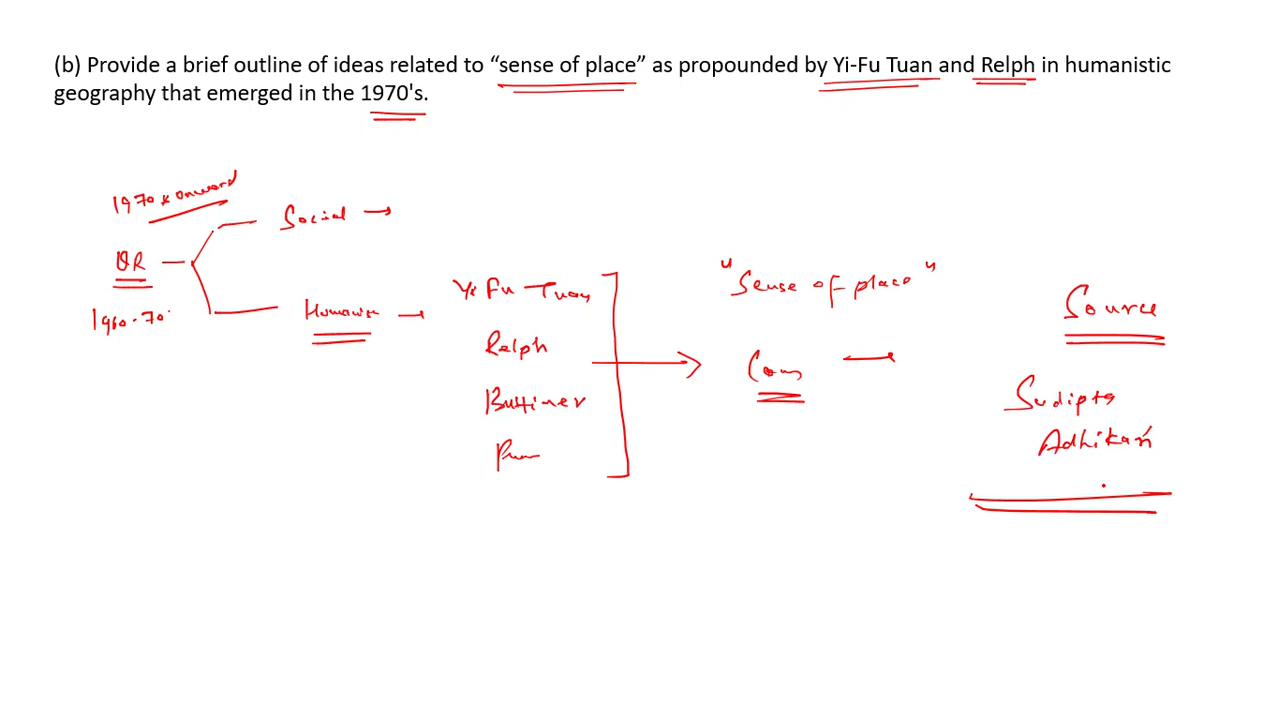 (b) Provide a brief outline of ideas related to “sense of place” as propounded by Yi-Fu Tuan and Relph in humanistic
geography that emerged in the 1970's.
1970 & onward
Social
QR
1960-70
Yi Fu Tuan
"Sense of place"
Source
Relph
Buttimer
Sudipta
Adhikari